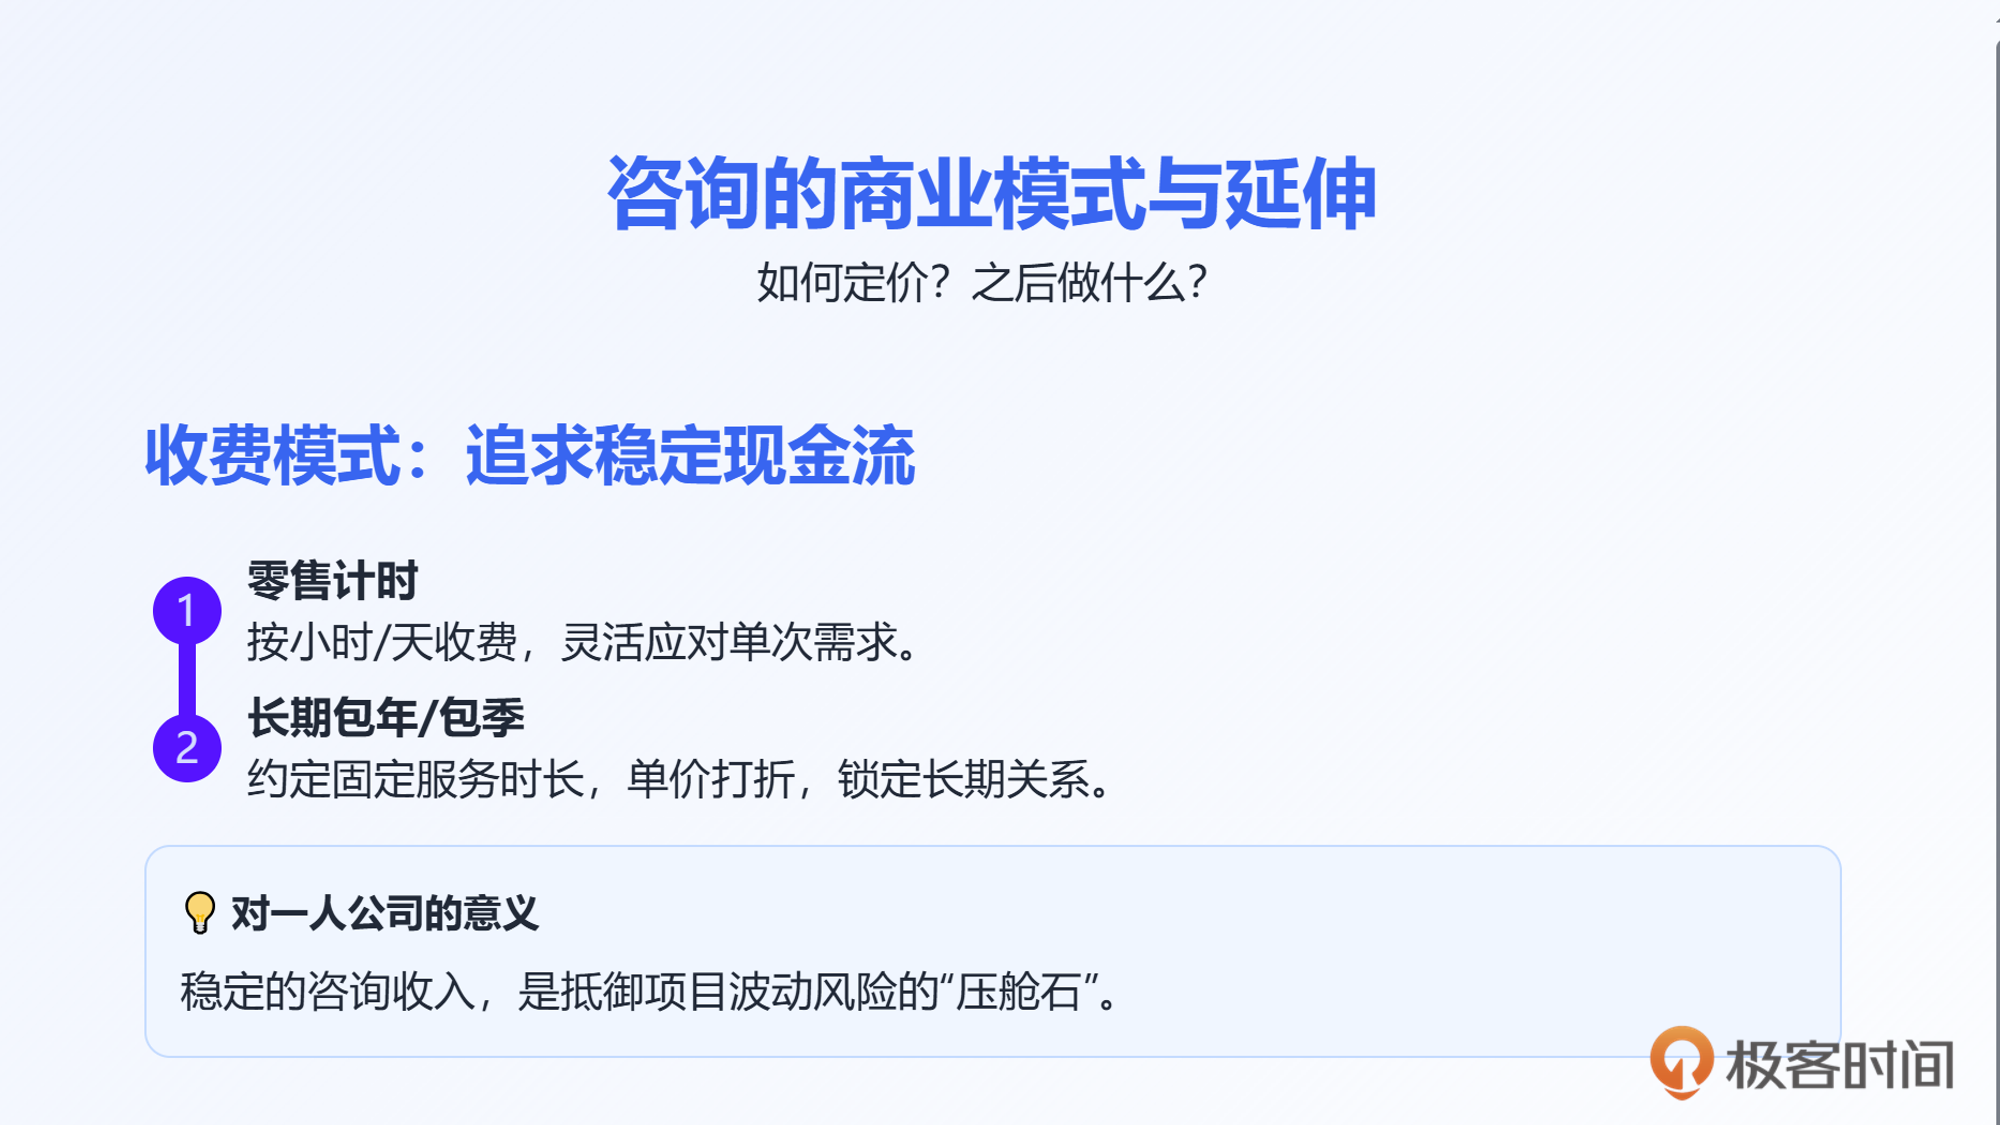 咨询的商业模式与延伸
如何定价？之后做什么？
收费模式：追求稳定现金流
1
零售计时
按小时/天收费，灵活应对单次需求。
2
长期包年/包季
约定固定服务时长，单价打折，锁定长期关系。
对一人公司的意义
稳定的咨询收入，是抵御项目波动风险的“压舱石”。
极客时间